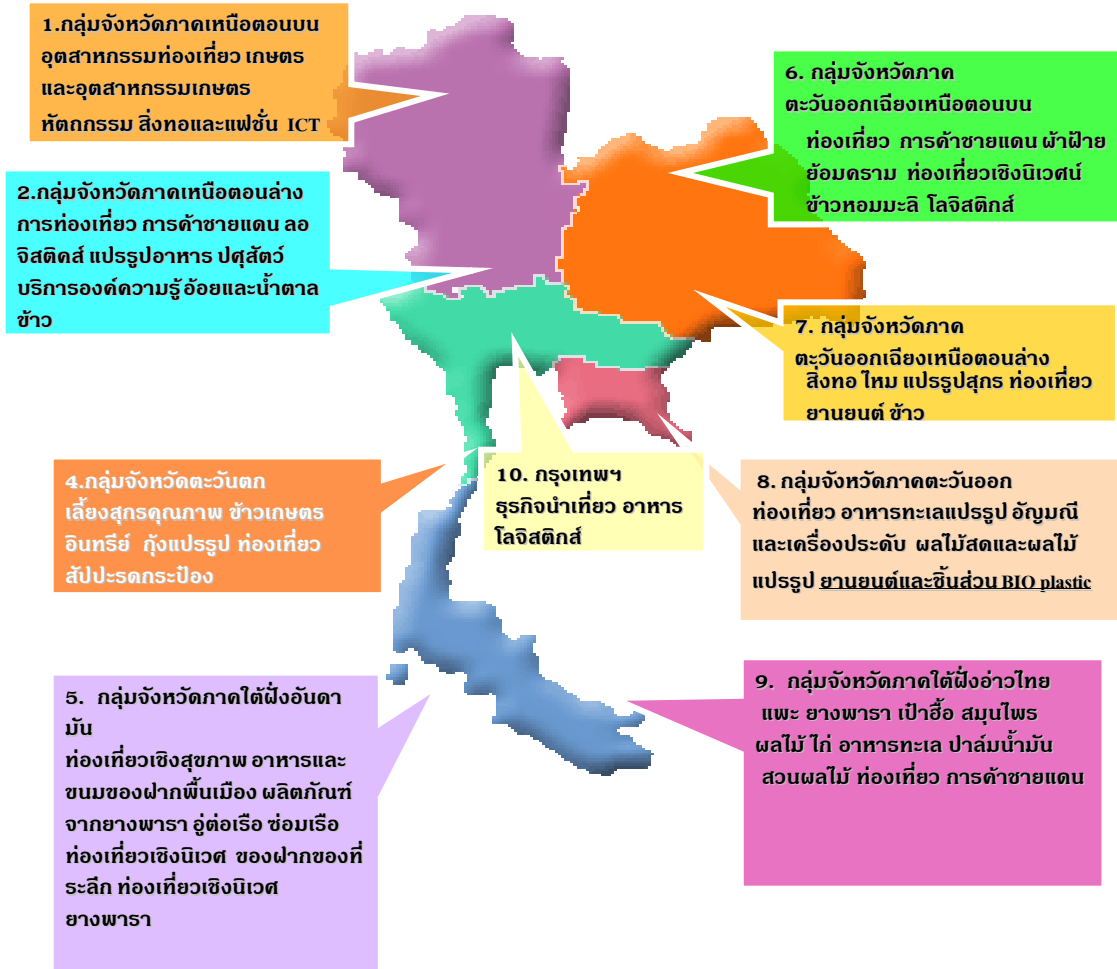 1.กลุ่มจังหวัดภาคเหนือตอนบน
อุตสาหกรรมท่องเที่ยว เกษตร
และอุตสาหกรรมเกษตร
หัตถกรรม สิ่งทอและแฟชั่น ICT
2.กลุ่มจังหวัดภาคเหนือตอนล่าง
การท่องเที่ยว การค้าชายแดน ลอ
จิสติคส์ แปรรูปอาหาร ปศุสัตว์
บริการองค์ความรู้ อ้อยและน้ำตาล
ข้าว
6. กลุ่มจังหวัดภาค
ตะวันออกเฉียงเหนือตอนบน
ท่องเที่ยว การค้าชายแดน ผ้าฝ้าย
ย้อมคราม ท่องเที่ยวเชิงนิเวศน์
ข้าวหอมมะลิ โลจิสติกส์
7. กลุ่มจังหวัดภาค
ตะวันออกเฉียงเหนือตอนล่าง
สิ่งทอ ไหม แปรรูปสุกร ท่องเที่ยว
ยานยนต์ ข้าว
4.กลุ่มจังหวัดตะวันตก
เลี้ยงสุกรคุณภาพ ข้าวเกษตร
อินทรีย์ กุ้งแปรรูป ท่องเที่ยว
สัปปะรดกระป๋อง
10. กรุงเทพฯ
ธุรกิจนำเที่ยว อาหาร
โลจิสติกส์
8. กลุ่มจังหวัดภาคตะวันออก
ท่องเที่ยว อาหารทะเลแปรรูป อัญมณี
และเครื่องประดับ ผลไม้สดและผลไม้
แปรรูป ยานยนต์และชิ้นส่วน BIO plastic
5. กลุ่มจังหวัดภาคใต้ฝั่งอันดา
มัน
ท่องเที่ยวเชิงสุขภาพ อาหารและ
ขนมของฝากพื้นเมือง ผลิตภัณฑ์
จากยางพารา อู่ต่อเรือ ซ่อมเรือ
ท่องเที่ยวเชิงนิเวศ ของฝากของที่
ระลึก ท่องเที่ยวเชิงนิเวศ
ยางพารา
9. กลุ่มจังหวัดภาคใต้ฝั่งอ่าวไทย
แพะ ยางพารา เป๋าฮื้อ สมุนไพร
ผลไม้ ไก่ อาหารทะเล ปาล์มน้ำมัน
สวนผลไม้ ท่องเที่ยว การค้าชายแดน